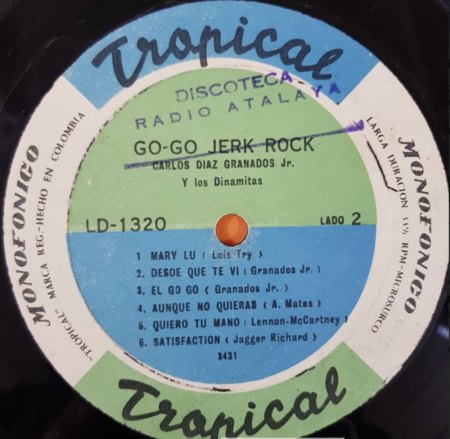 Tropical
DISCOTECA
RADIO ATALAYA
GO-GO JERK ROCK
CARLOS DIAZ GRANADOS Jr.
Y los Dinamitas
LD-1320
LADO 2
1 MARY LU ( Lois Try )
2. DESDE QUE TE VI ( Granados Jr.)
3. EL GO GO ( Granados Jr.)
4. AUNQUE NO QUIERAS ( A. Matas )
5. QUIERO TU MANO ( Lennon-McCartney )
6. SATISFACTION ( Jagger Richard )
3431
MONOFONICO
"TROPICAL" MARCA REG.-HECHO EN COLOMBIA
MONOFONICO
LARGA DURACION 33⅓ RPM-MICROSURCO
Tropical